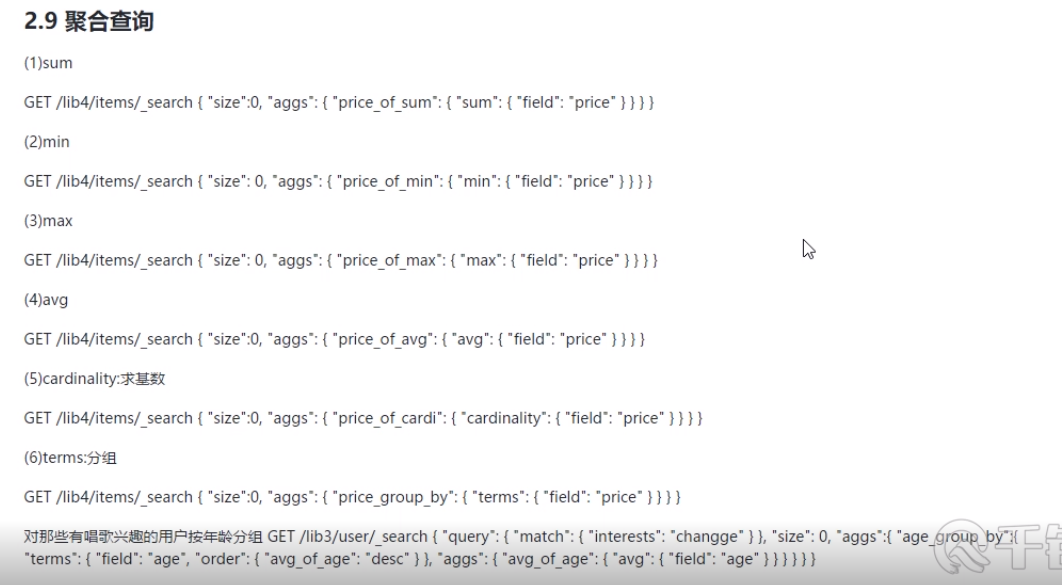 2.9 聚合查询
(1)sum
GET /lib4/items/_search { "size":0, "aggs": { "price_of_sum": { "sum": { "field": "price" } } } }
(2)min
GET /lib4/items/_search { "size": 0, "aggs": { "price_of_min": { "min": { "field": "price" } } } }
(3)max
GET /lib4/items/_search { "size": 0, "aggs": { "price_of_max": { "max": { "field": "price" } } } }
(4)avg
GET /lib4/items/_search { "size":0, "aggs": { "price_of_avg": { "avg": { "field": "price" } } } }
(5)cardinality:求基数
GET /lib4/items/_search { "size":0, "aggs": { "price_of_cardi": { "cardinality": { "field": "price" } } } }
(6)terms:分组
GET /lib4/items/_search { "size":0, "aggs": { "price_group_by": { "terms": { "field": "price" } } } }
对那些有唱歌兴趣的用户按年龄分组 GET /lib3/user/_search { "query": { "match": { "interests": "changge" } }, "size": 0, "aggs":{ "age_group_by":{
"terms": { "field": "age", "order": { "avg_of_age": "desc" } }, "aggs": { "avg_of_age": { "avg": { "field": "age" } } } } } }
千